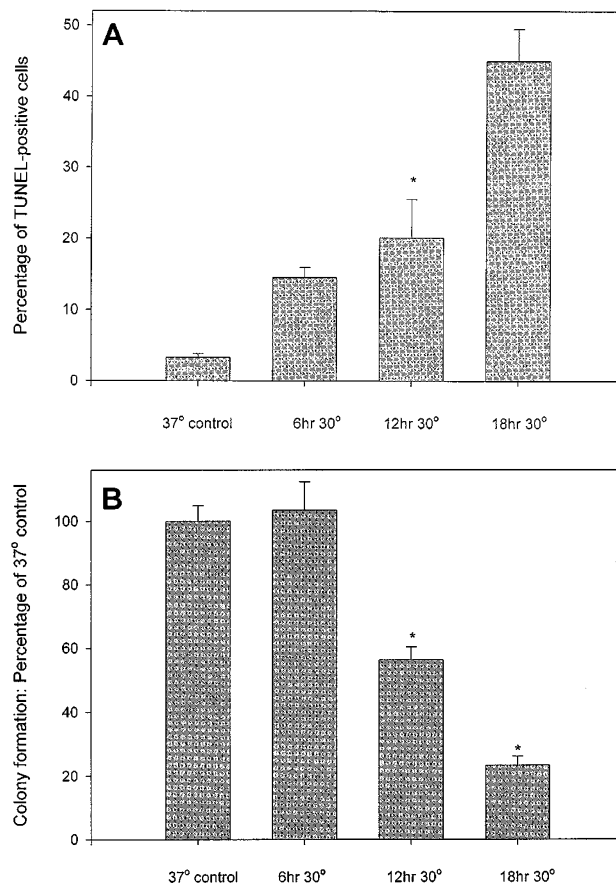 A
Percentage of TUNEL-positive cells
50
40
30
20
10
0
*
37° control 6hr 30° 12hr 30° 18hr 30°
B
Colony formation: Percentage of 37° control
100
80
60
40
20
0
*
*
37° control 6hr 30° 12hr 30° 18hr 30°